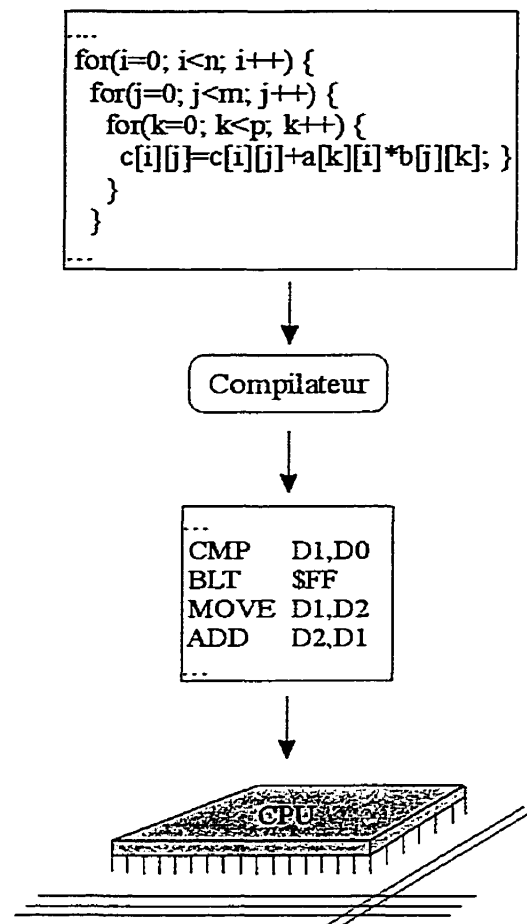 ....
for(i=0; i<n; i++) {
for(j=0; j<m; j++) {
for(k=0; k<p; k++) {
c[i][j]=c[i][j]+a[k][i]*b[j][k]; }
}
}
...
Compilateur
...
CMP D1,D0
BLT $FF
MOVE D1,D2
ADD D2,D1
...
CPU